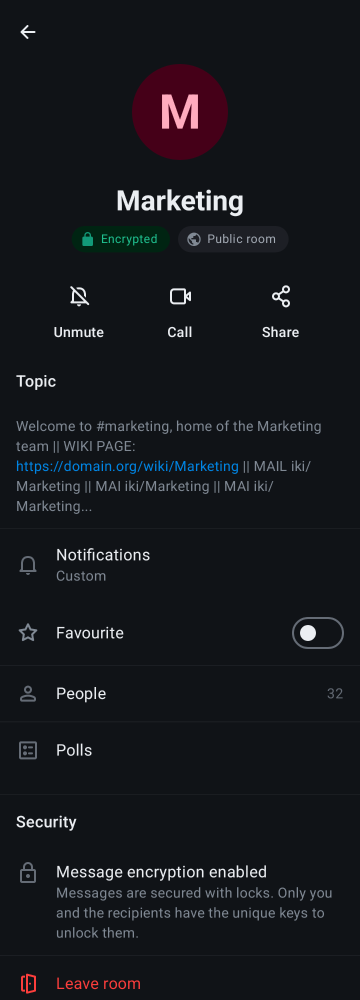 M
Marketing
Encrypted
Public room
Unmute
Call
Share
Topic
Welcome to #marketing, home of the Marketing
team || WIKI PAGE:
https://domain.org/wiki/Marketing || MAIL iki/
Marketing || MAI iki/Marketing || MAI iki/
Marketing...
Notifications
Custom
Favourite
People 32
Polls
Security
Message encryption enabled
Messages are secured with locks. Only you
and the recipients have the unique keys to
unlock them.
Leave room